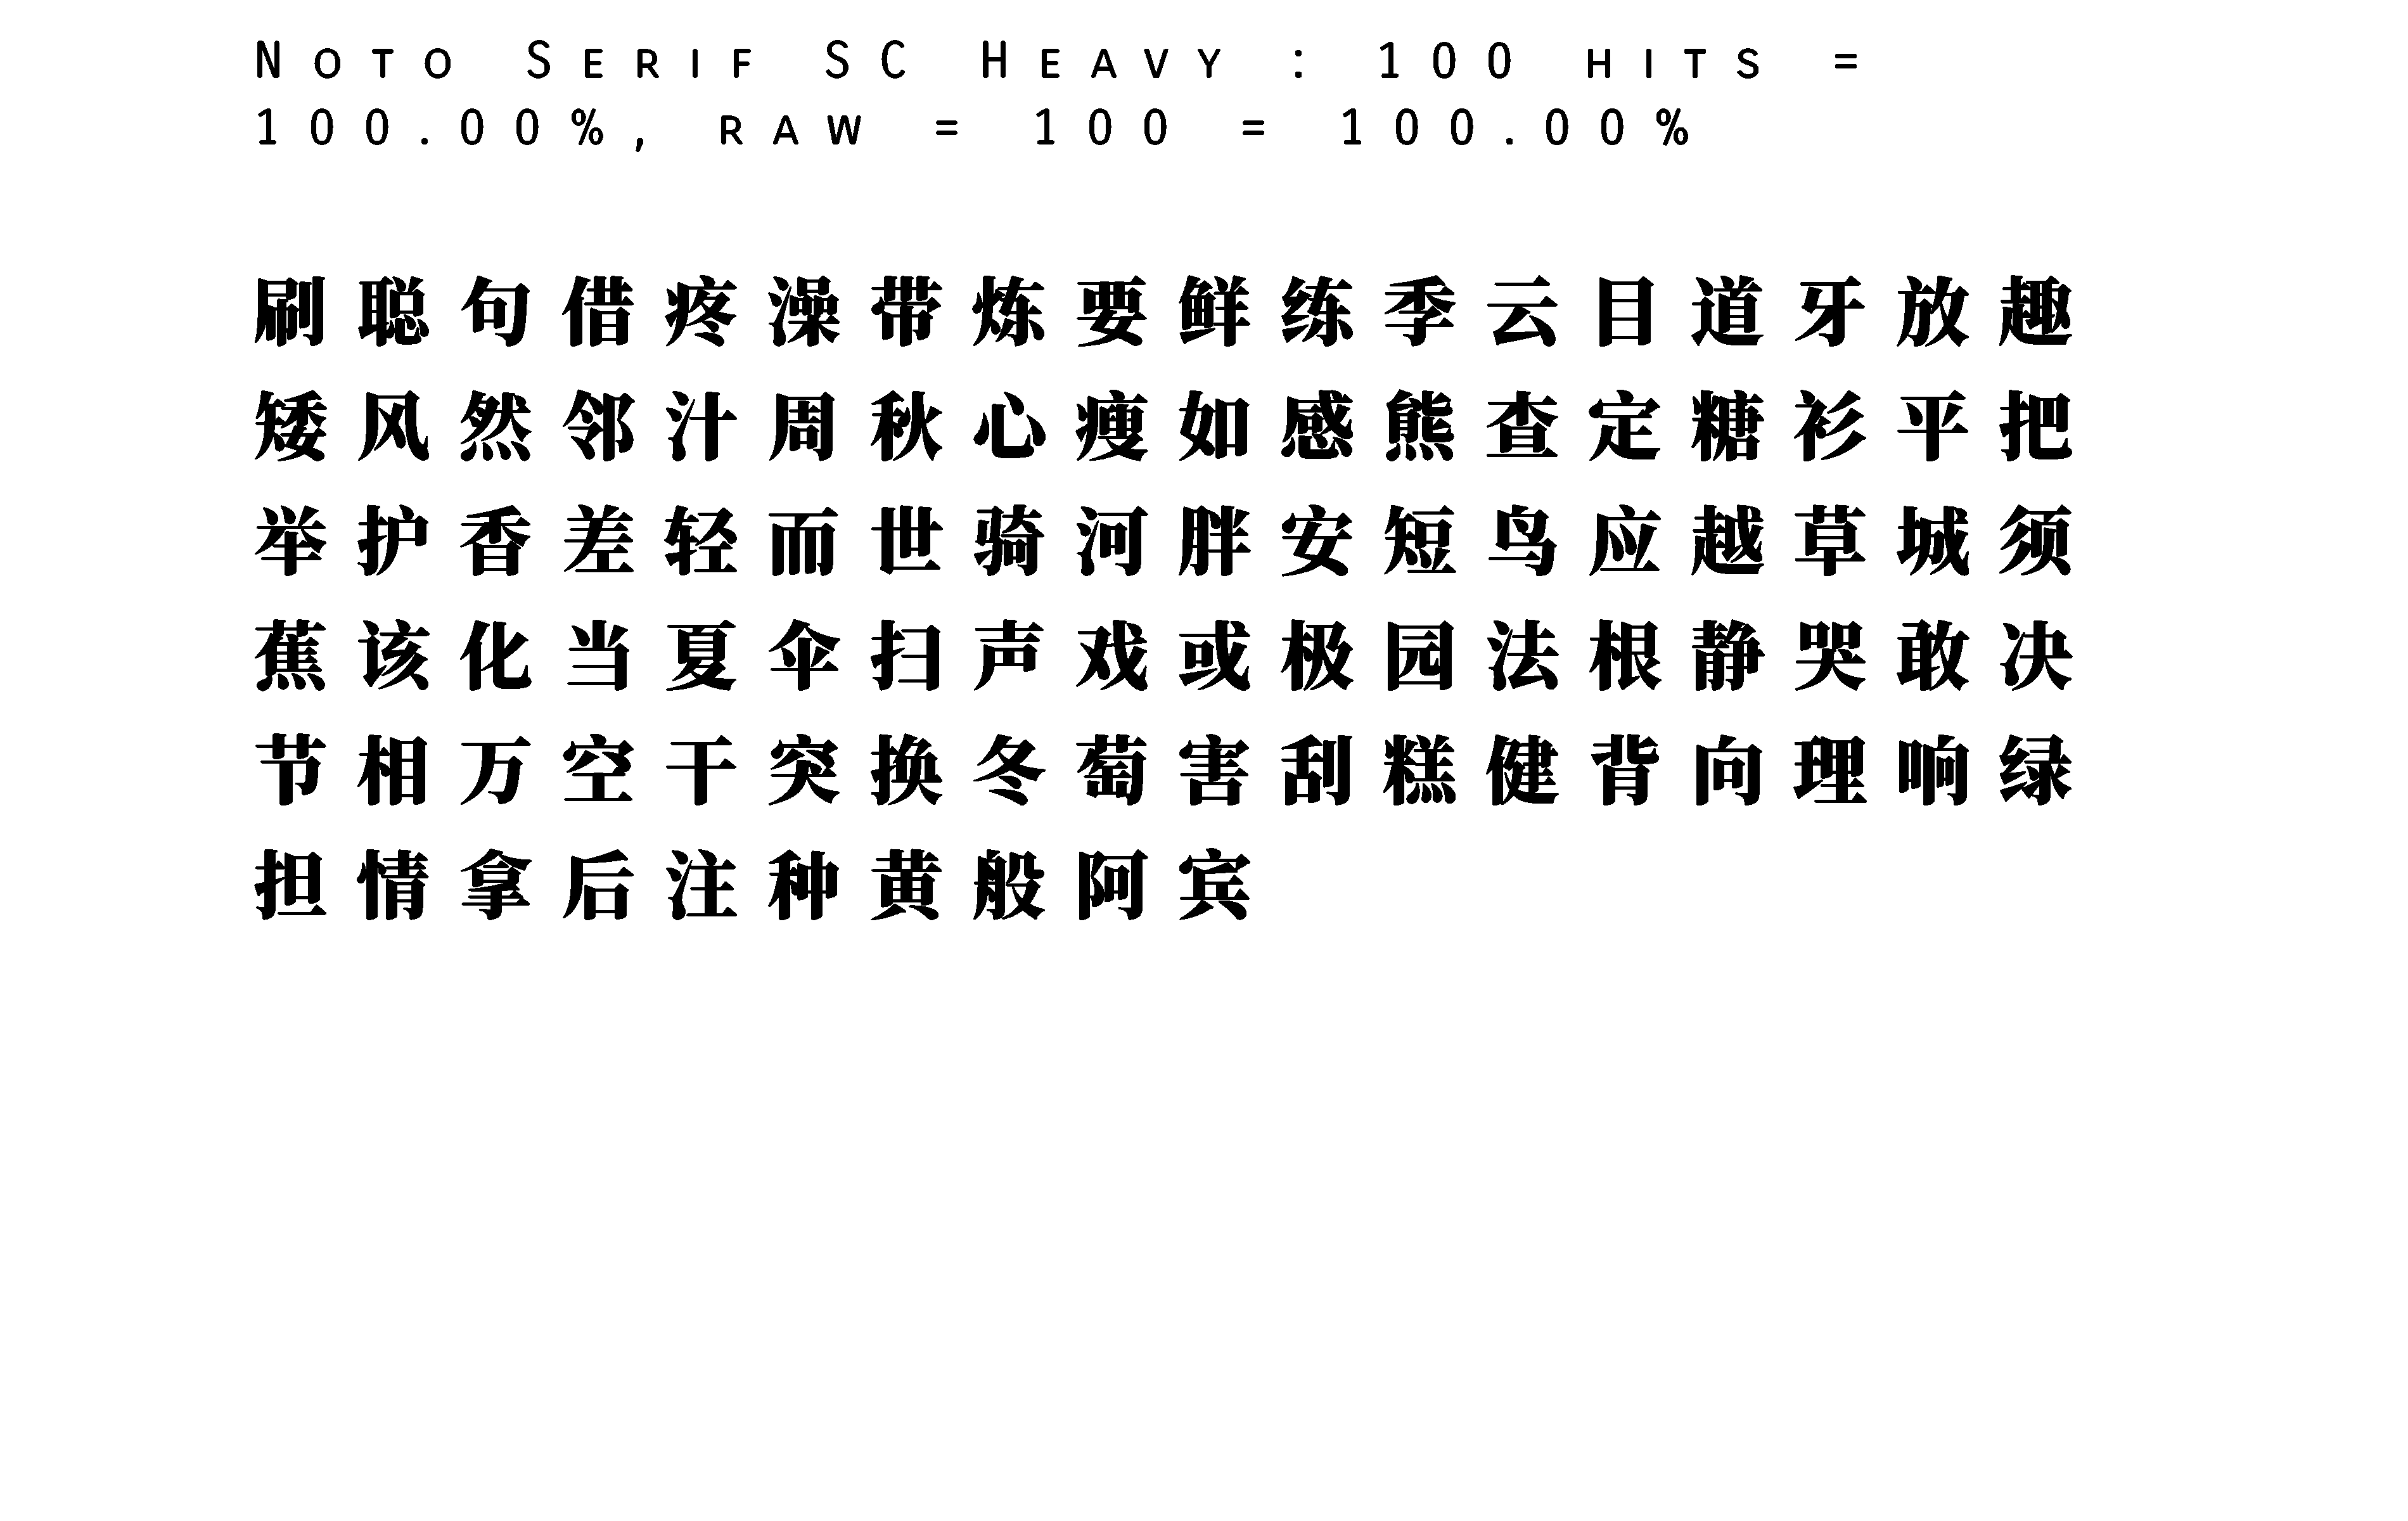 Noto Serif SC Heavy : 100 hits =
100.00%, raw = 100 = 100.00%
刷聪句借疼澡带炼要鲜练季云目道牙放趣
矮风然邻汁周秋心瘦如感熊查定糖衫平把
举护香差轻而世骑河胖安短鸟应越草城须
蕉该化当夏伞扫声戏或极园法根静哭敢决
节相万空干突换冬萄害刮糕健背向理响绿
担情拿后注种黄般阿宾